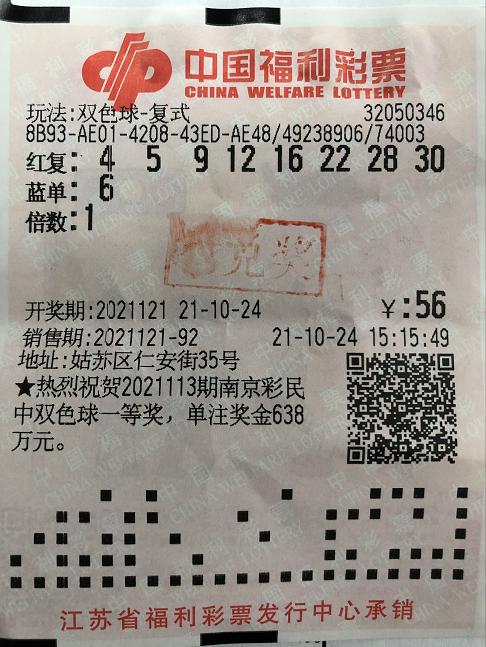 中国福利彩票
CHINA WELFARE LOTTERY
玩法:双色球-复式 32050346
8B93-AE01-4208-43ED-AE48/49238906/74003
红复: 4 5 9 12 16 22 28 30
蓝单: 6
倍数:1
兑奖
开奖期:2021121 21-10-24 ¥:56
销售期:2021121-92 21-10-24 15:15:49
地址:姑苏区仁安街35号
★热烈祝贺2021113期南京彩民
中双色球一等奖，单注奖金638
万元。
江苏省福利彩票发行中心承销